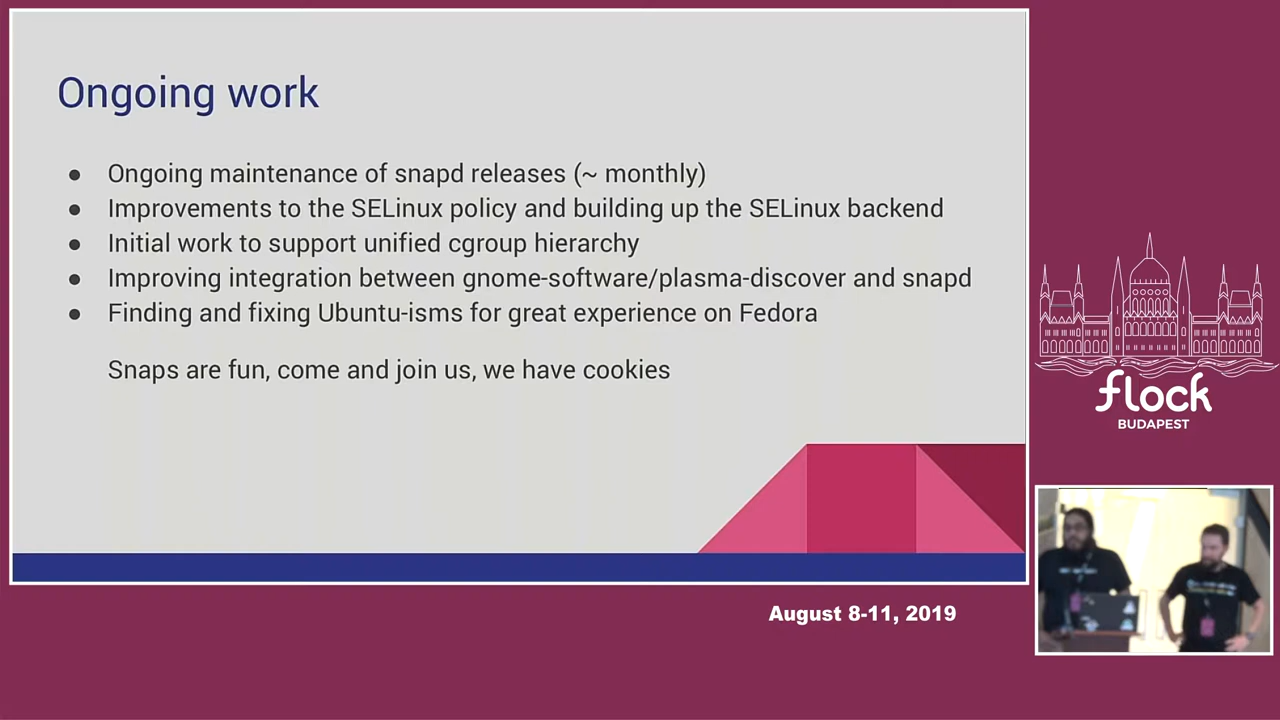 Ongoing work
● Ongoing maintenance of snapd releases (~ monthly)
● Improvements to the SELinux policy and building up the SELinux backend
● Initial work to support unified cgroup hierarchy
● Improving integration between gnome-software/plasma-discover and snapd
● Finding and fixing Ubuntu-isms for great experience on Fedora
Snaps are fun, come and join us, we have cookies
flock
BUDAPEST
August 8-11, 2019